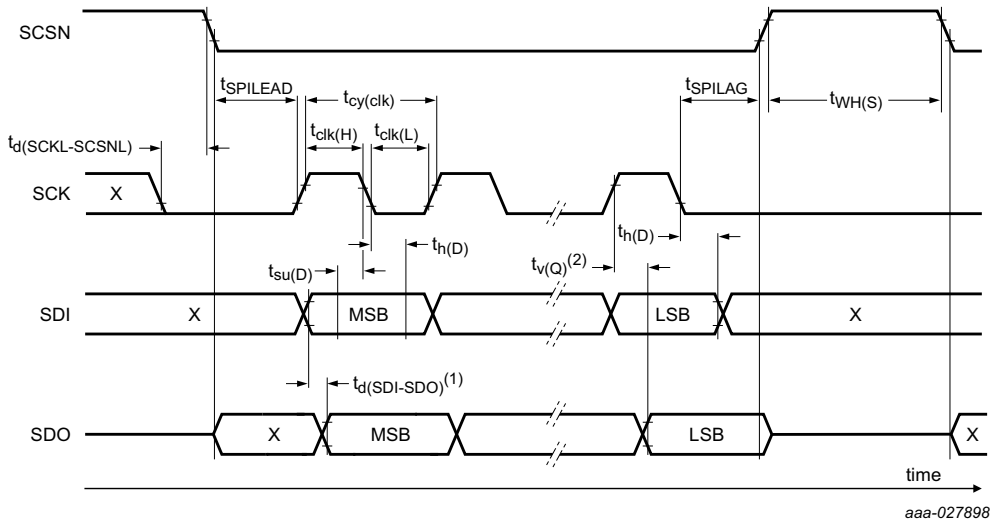 SCSN
tSPILEAD
tcy(clk)
tSPILAG
tWH(S)
td(SCKL-SCSNL)
tclk(H)
tclk(L)
SCK
X
th(D)
th(D)
tsu(D)
tv(Q)(2)
SDI
X
MSB
LSB
X
td(SDI-SDO)(1)
SDO
X
MSB
LSB
X
time
aaa-027898